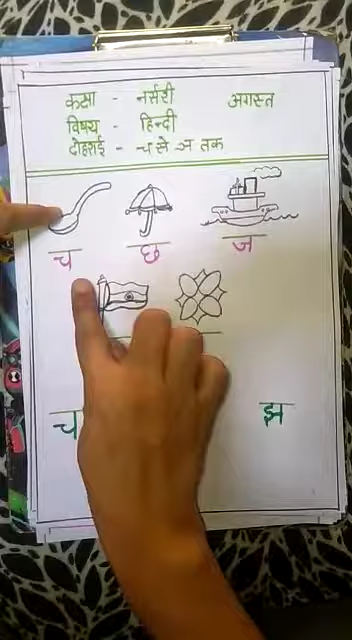 कक्षा - नर्सरी अगस्त
विषय - हिन्दी
दोहराई - च से ञ तक
च छ ज
च झ